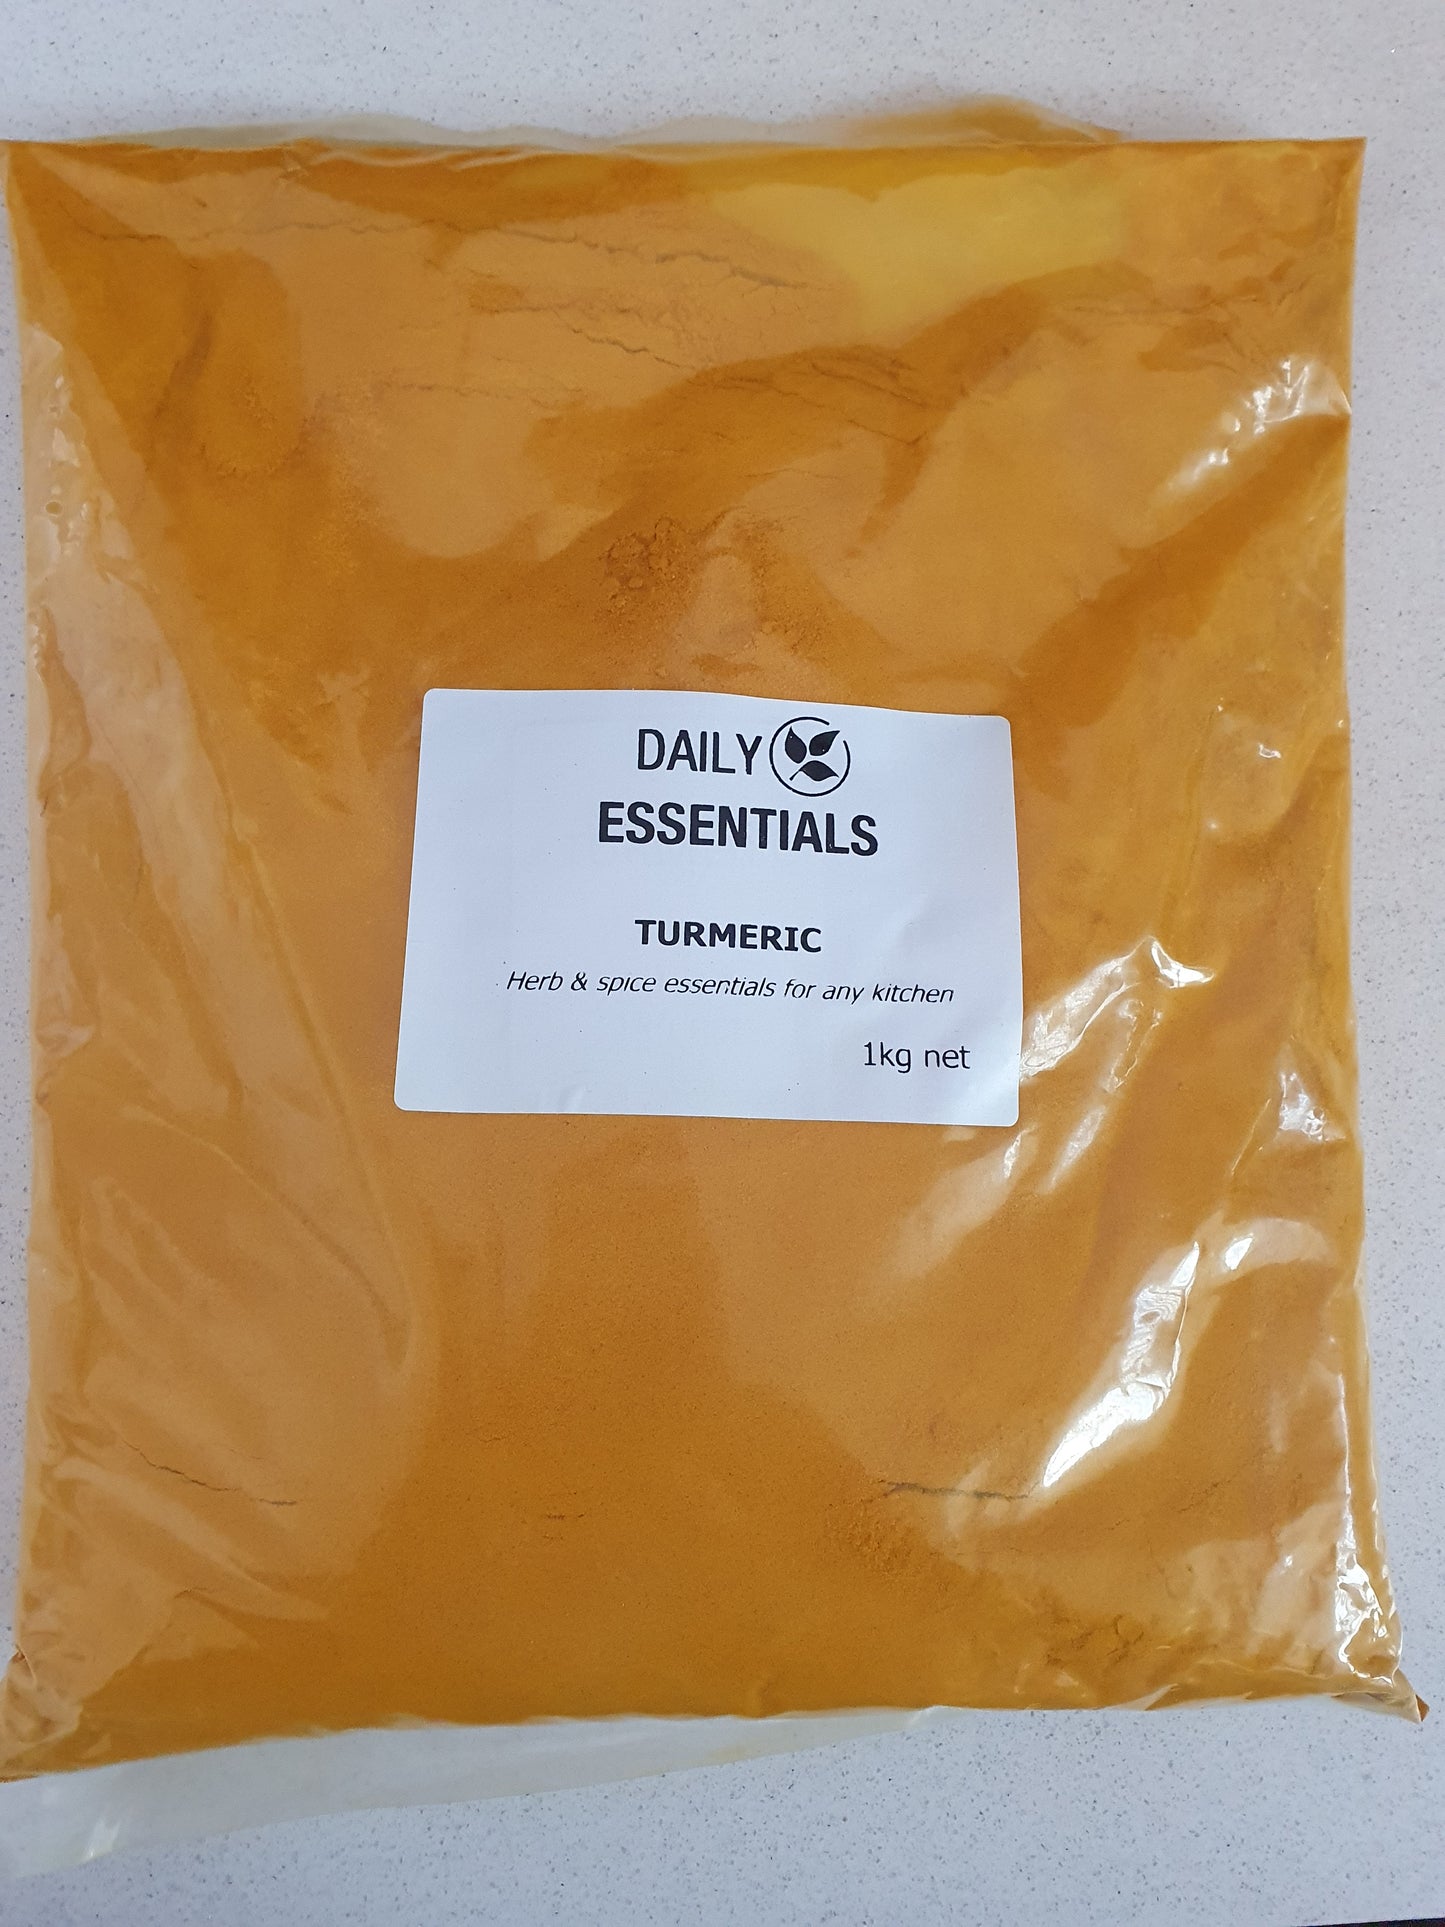 DAILY
ESSENTIALS
TURMERIC
Herb & spice essentials for any kitchen
1kg net